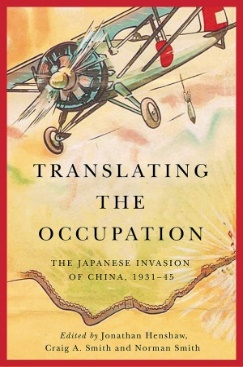 TRANSLATING
THE
OCCUPATION
THE JAPANESE INVASION
OF CHINA, 1931–45
Edited by Jonathan Henshaw,
Craig A. Smith and Norman Smith